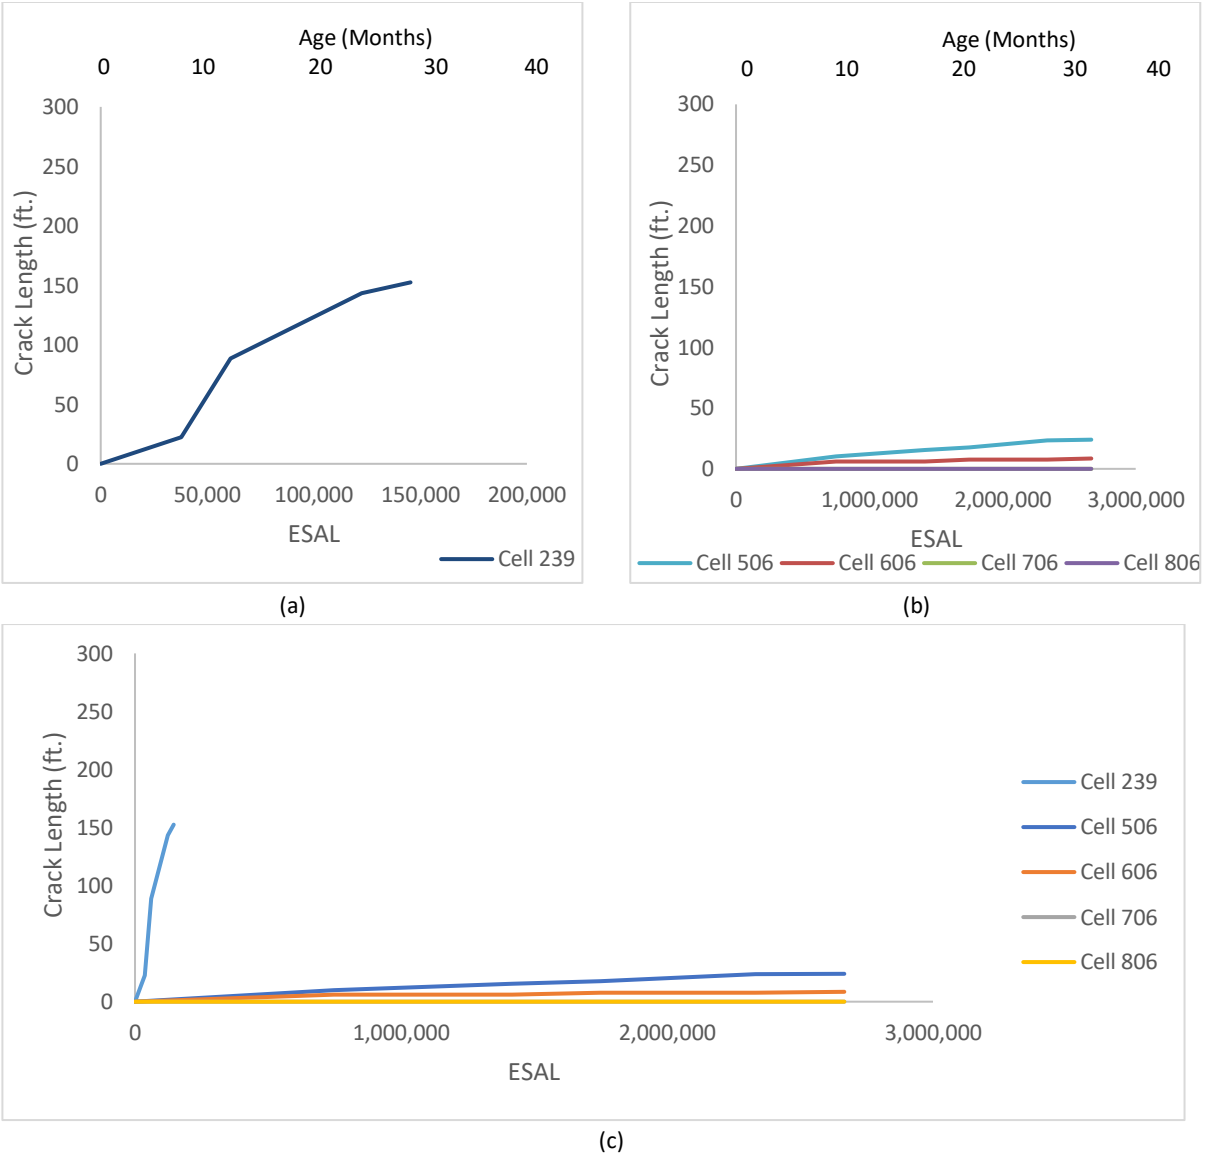 Age (Months)
0 10 20 30 40
300
250
200
150
100
50
0
Crack Length (ft.)
0 50,000 100,000 150,000 200,000
ESAL
Cell 239
(a)
Age (Months)
0 10 20 30 40
300
250
200
150
100
50
0
Crack Length (ft.)
0 1,000,000 2,000,000 3,000,000
ESAL
Cell 506 Cell 606 Cell 706 Cell 806
(b)
300
250
200
150
100
50
0
Crack Length (ft.)
0 1,000,000 2,000,000 3,000,000
ESAL
Cell 239
Cell 506
Cell 606
Cell 706
Cell 806
(c)